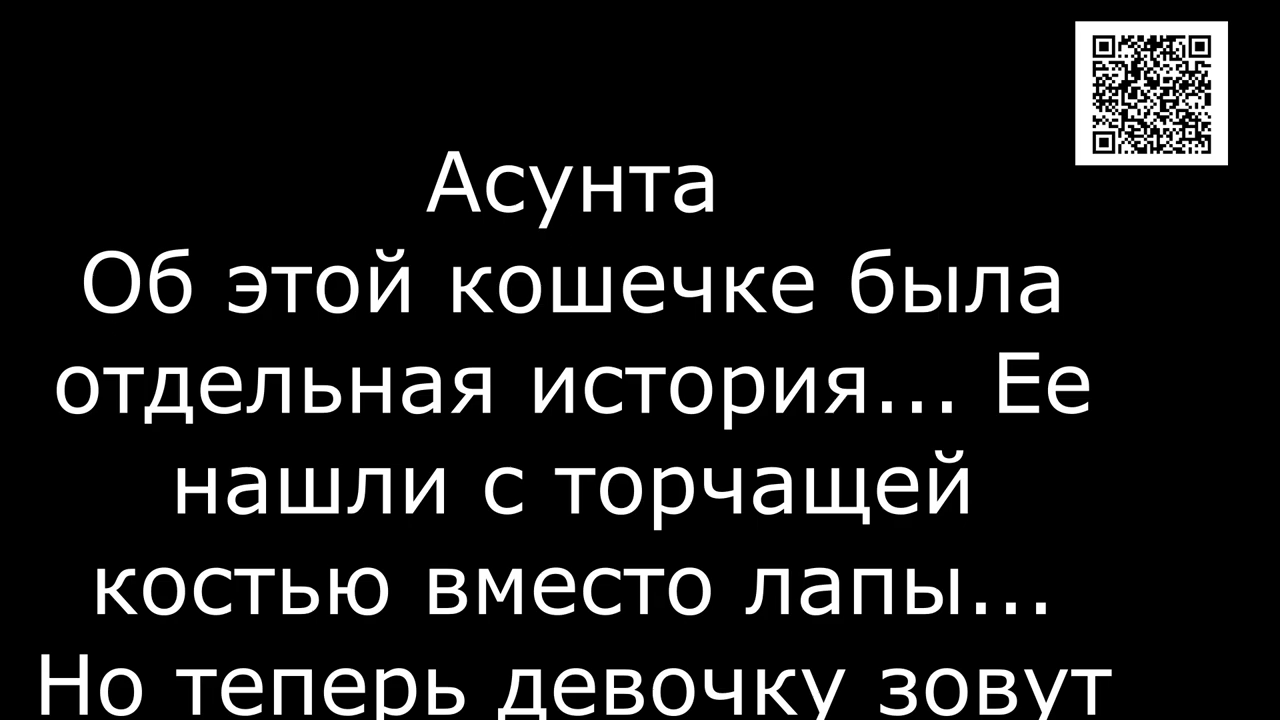 Асунта
Об этой кошечке была
отдельная история... Ее
нашли с торчащей
костью вместо лапы...
Но теперь девочку зовут